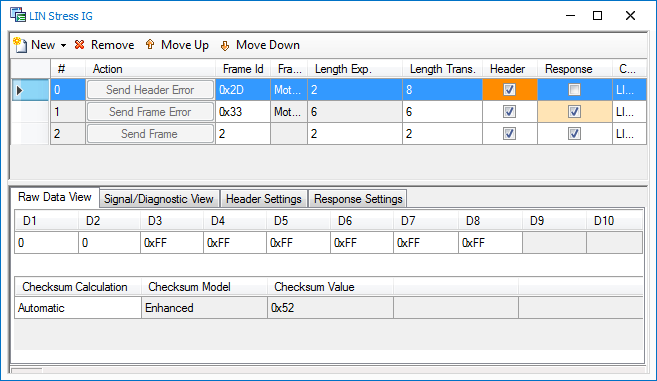 LIN Stress IG
New Remove Move Up Move Down
# Action Frame Id Fra... Length Exp. Length Trans. Header Response C...
0 Send Header Error 0x2D Mot... 2 8 LI...
1 Send Frame Error 0x33 Mot... 6 6 LI...
2 Send Frame 2 2 2 LI...
Raw Data View Signal/Diagnostic View Header Settings Response Settings
D1 D2 D3 D4 D5 D6 D7 D8 D9 D10
0 0 0xFF 0xFF 0xFF 0xFF 0xFF 0xFF
Checksum Calculation Checksum Model Checksum Value
Automatic Enhanced 0x52